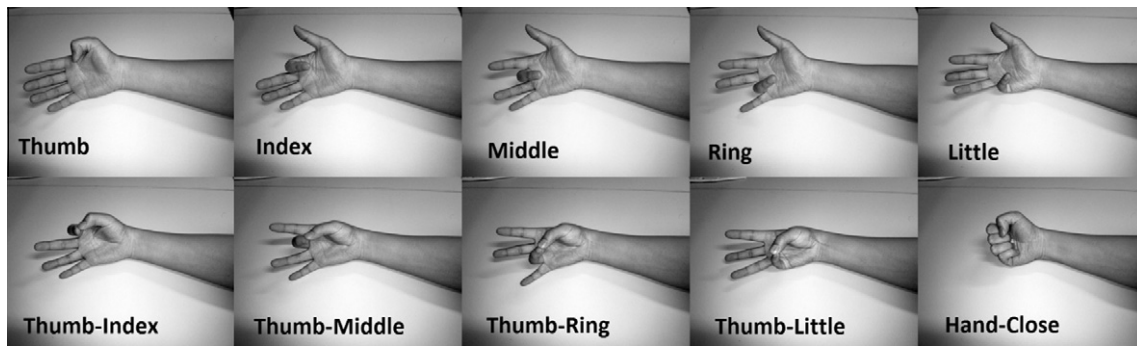 Thumb
Index
Middle
Ring
Little
Thumb-Index
Thumb-Middle
Thumb-Ring
Thumb-Little
Hand-Close